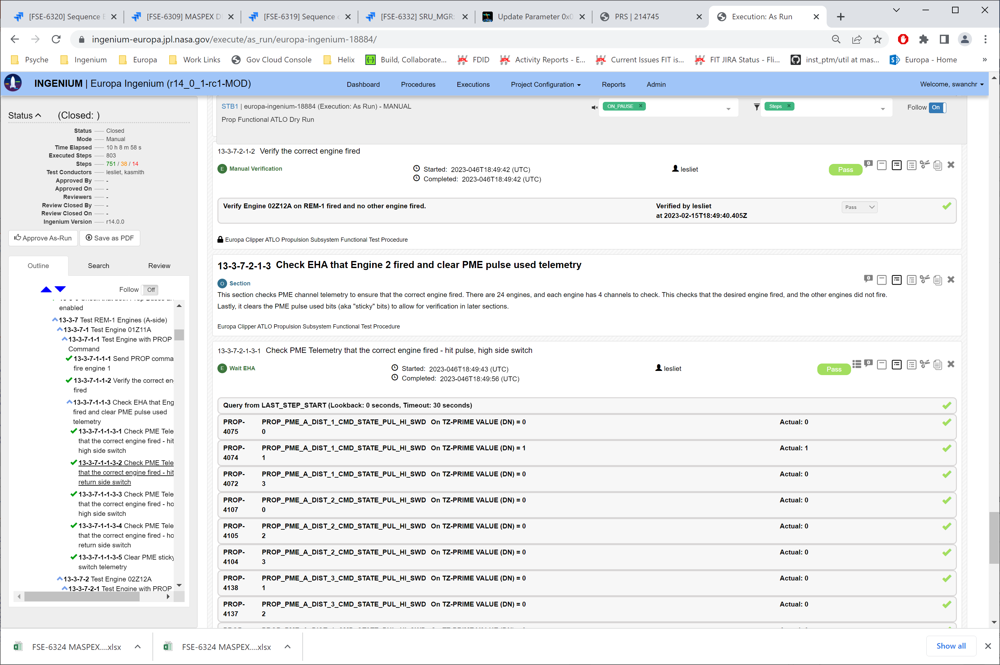 [FSE-6320] Sequence E
[FSE-6309] MASPEX D
[FSE-6319] Sequence
[FSE-6332] SRU_MGR:
Update Parameter 0x0
PRS | 214745
Execution: As Run
ingenium-europa.jpl.nasa.gov/execute/as_run/europa-ingenium-18884/
Psyche
Ingenium
Europa
Work Links
Gov Cloud Console
Helix
Build, Collaborate...
FDID
Activity Reports - E...
Current Issues FIT is...
FIT JIRA Status - Fli...
inst_ptm/util at mas...
Europa - Home
»
INGENIUM | Europa Ingenium (r14_0_1-rc1-MOD)
Dashboard
Procedures
Executions
Project Configuration
Reports
Admin
Welcome, swanchr
Status (Closed: )
Status Closed
Mode Manual
Time Elapsed 10 h 8 m 58 s
Executed Steps 803
Steps 751 / 38 / 14
Test Conductors lesliet, kasmith
Approved By -
Approved On -
Reviewers -
Review Closed By -
Review Closed On -
Ingenium Version r14.0.0
Approve As-Run
Save as PDF
Outline
Search
Review
Follow Off
enabled
13-3-7 Test REM-1 Engines (A-side)
13-3-7-1 Test Engine 01Z11A
13-3-7-1-1 Test Engine with PROP
Command
13-3-7-1-1-1 Send PROP comma
fire engine 1
13-3-7-1-1-2 Verify the correct en
fired
13-3-7-1-1-3 Check EHA that Eng
fired and clear PME pulse used
telemetry
13-3-7-1-1-3-1 Check PME Tele
that the correct engine fired - hit
high side switch
13-3-7-1-1-3-2 Check PME Tele
that the correct engine fired - hit
return side switch
13-3-7-1-1-3-3 Check PME Tele
that the correct engine fired - ho
high side switch
13-3-7-1-1-3-4 Check PME Tele
that the correct engine fired - ho
return side switch
13-3-7-1-1-3-5 Clear PME sticky
switch telemetry
13-3-7-2 Test Engine 02Z12A
13-3-7-2-1 Test Engine with PROP
STB1 | europa-ingenium-18884 (Execution: As Run) - MANUAL
Prop Functional ATLO Dry Run
ON_PAUSE
Steps
Follow On
13-3-7-2-1-2 Verify the correct engine fired
E Manual Verification
Started: 2023-046T18:49:42 (UTC)
Completed: 2023-046T18:49:42 (UTC)
lesliet
Pass
0
Verify Engine 02Z12A on REM-1 fired and no other engine fired.
Verified by lesliet
at 2023-02-15T18:49:40.405Z
Pass
Europa Clipper ATLO Propulsion Subsystem Functional Test Procedure
13-3-7-2-1-3 Check EHA that Engine 2 fired and clear PME pulse used telemetry
O Section
0
This section checks PME channel telemetry to ensure that the correct engine fired. There are 24 engines, and each engine has 4 channels to check. This checks that the desired engine fired, and the other engines did not fire.
Lastly, it clears the PME pulse used bits (aka "sticky" bits) to allow for verification in later sections.
Europa Clipper ATLO Propulsion Subsystem Functional Test Procedure
13-3-7-2-1-3-1 Check PME Telemetry that the correct engine fired - hit pulse, high side switch
E Wait EHA
Started: 2023-046T18:49:43 (UTC)
Completed: 2023-046T18:49:56 (UTC)
lesliet
Pass
0
Query from LAST_STEP_START (Lookback: 0 seconds, Timeout: 30 seconds)
PROP- PROP_PME_A_DIST_1_CMD_STATE_PUL_HI_SWD On TZ-PRIME VALUE (DN) = 0 Actual: 0
4075 0
PROP- PROP_PME_A_DIST_1_CMD_STATE_PUL_HI_SWD On TZ-PRIME VALUE (DN) = 1 Actual: 1
4074 1
PROP- PROP_PME_A_DIST_1_CMD_STATE_PUL_HI_SWD On TZ-PRIME VALUE (DN) = 0 Actual: 0
4072 3
PROP- PROP_PME_A_DIST_2_CMD_STATE_PUL_HI_SWD On TZ-PRIME VALUE (DN) = 0 Actual: 0
4107 0
PROP- PROP_PME_A_DIST_2_CMD_STATE_PUL_HI_SWD On TZ-PRIME VALUE (DN) = 0 Actual: 0
4105 2
PROP- PROP_PME_A_DIST_2_CMD_STATE_PUL_HI_SWD On TZ-PRIME VALUE (DN) = 0 Actual: 0
4104 3
PROP- PROP_PME_A_DIST_3_CMD_STATE_PUL_HI_SWD On TZ-PRIME VALUE (DN) = 0 Actual: 0
4138 1
PROP- PROP_PME_A_DIST_3_CMD_STATE_PUL_HI_SWD On TZ-PRIME VALUE (DN) = 0 Actual: 0
4137 2
FSE-6324 MASPEX....xlsx
FSE-6324 MASPEX....xlsx
Show all